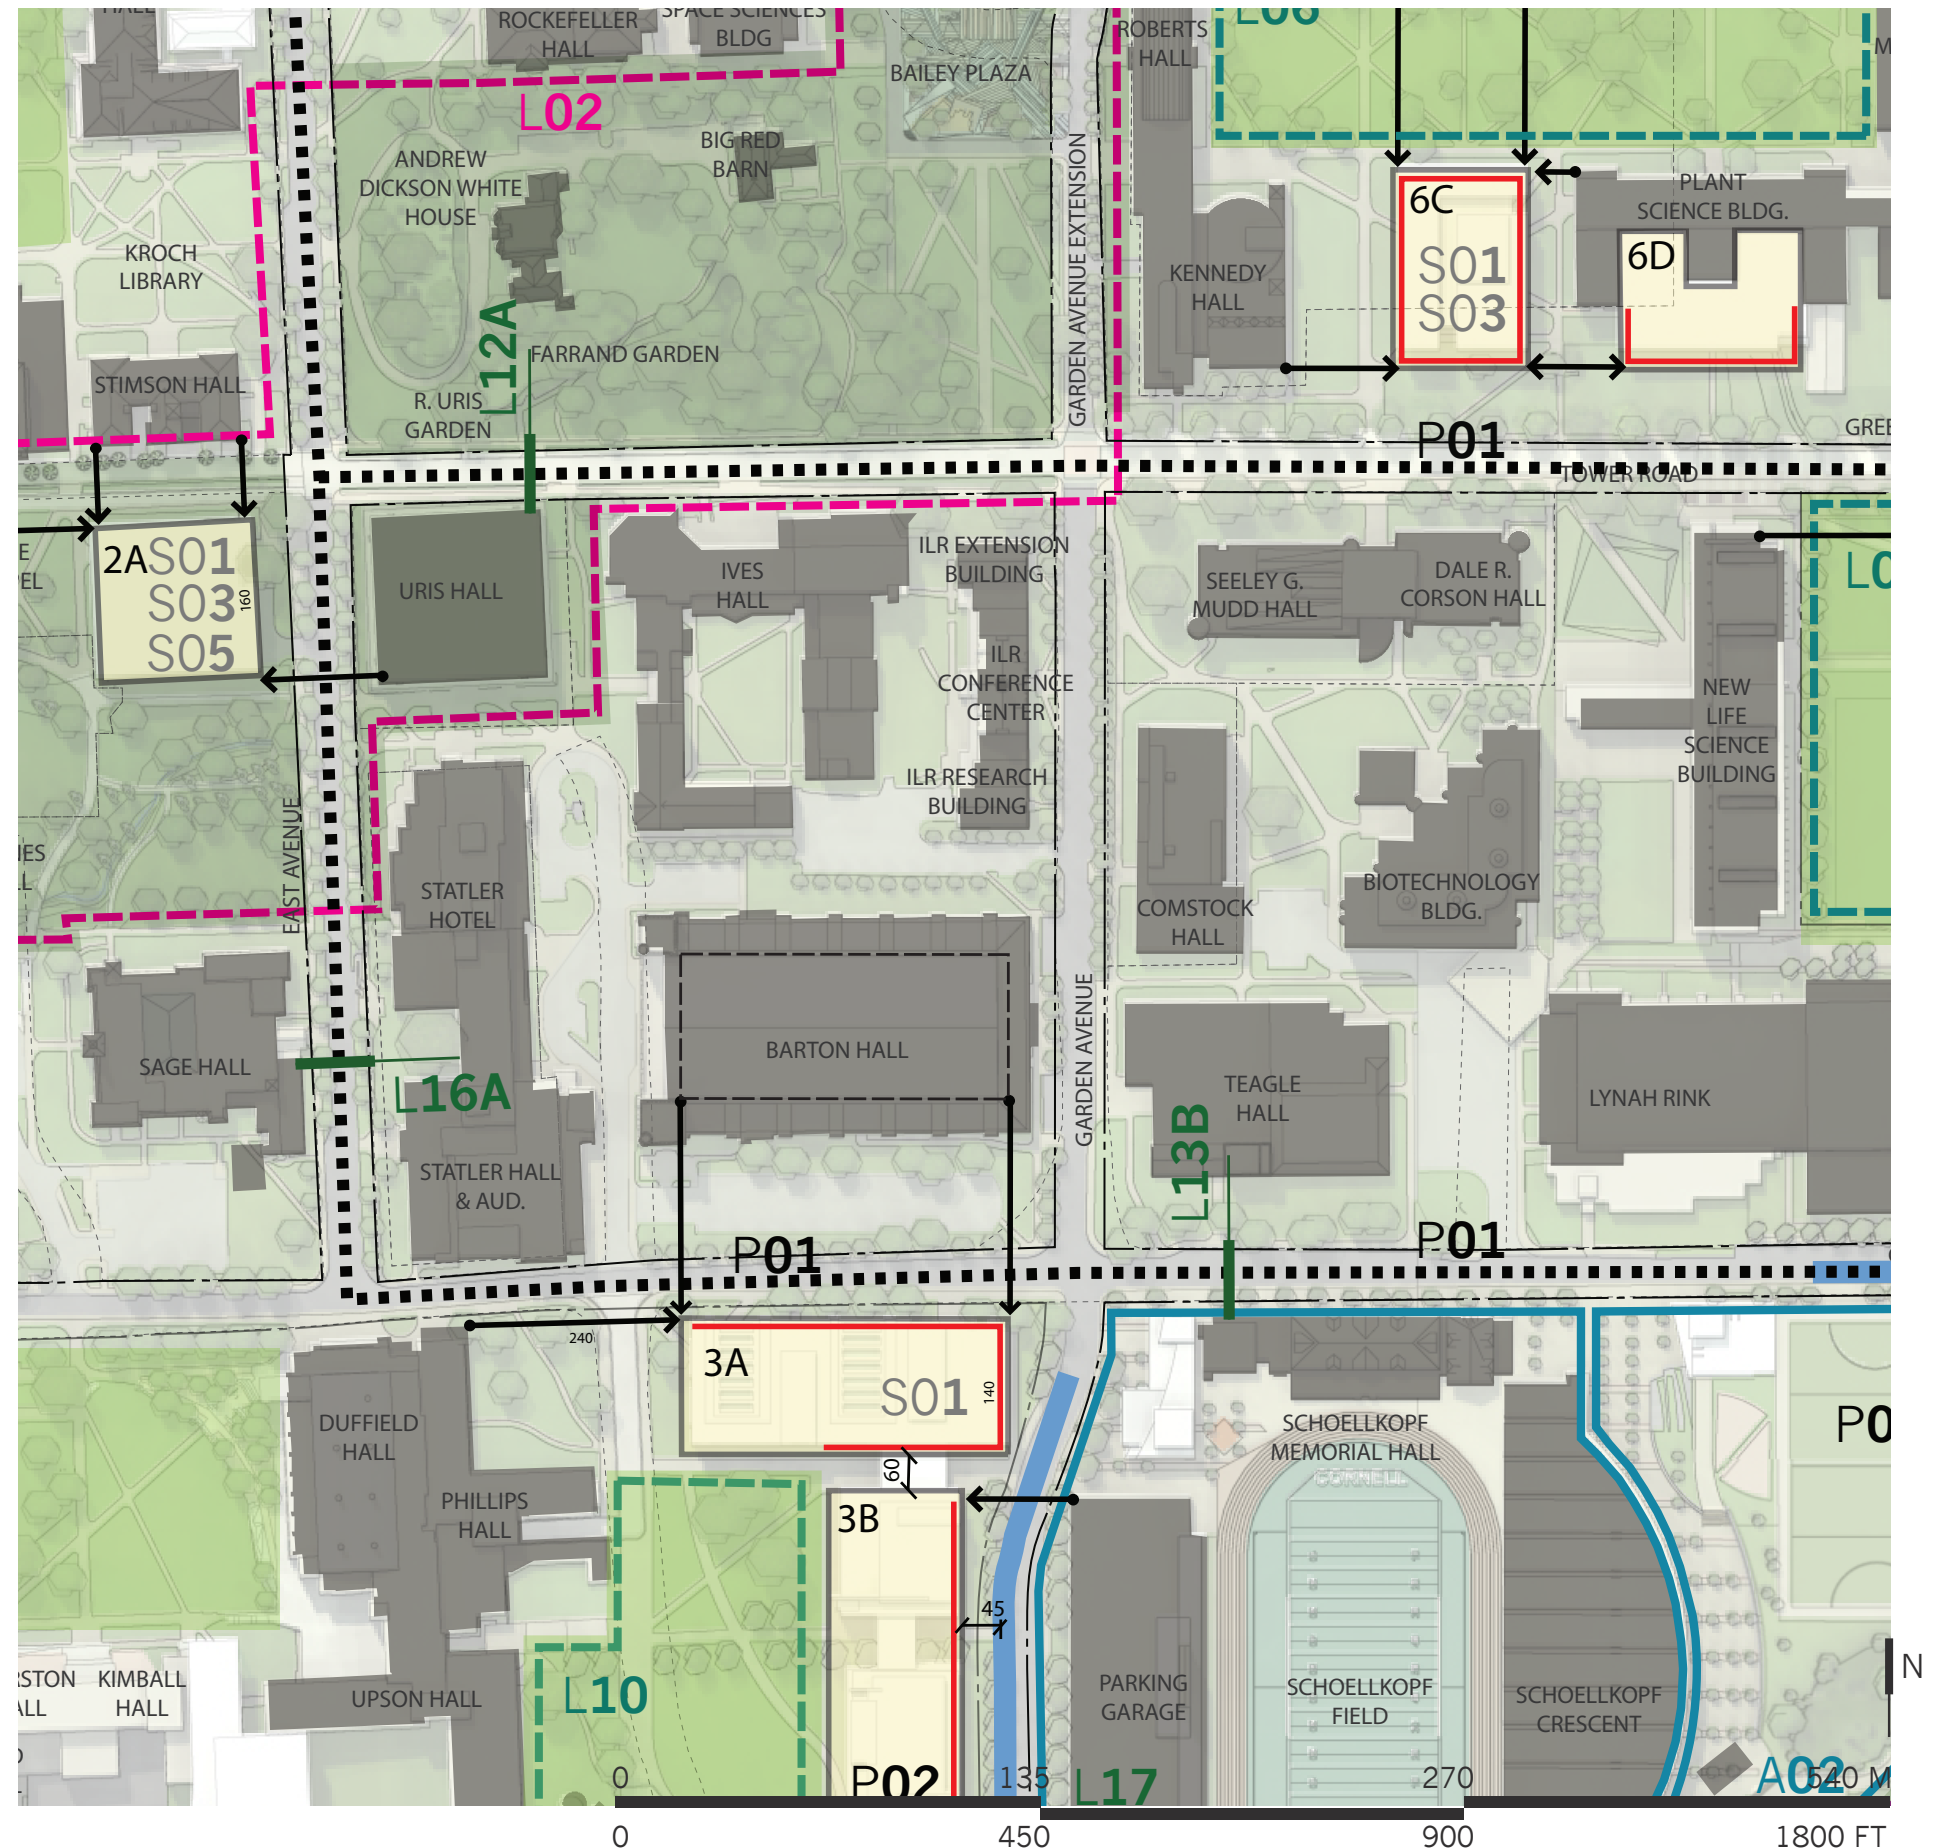 HALL
ROCKEFELLER
HALL
SPACE SCIENCES
BLDG
BAILEY PLAZA
ROBERTS
HALL
L06
L02
BIG RED
BARN
ANDREW
DICKSON WHITE
HOUSE
KROCH
LIBRARY
STIMSON HALL
L12A
FARRAND GARDEN
R. URIS
GARDEN
GARDEN AVENUE EXTENSION
KENNEDY
HALL
6C
S01
S03
PLANT
SCIENCE BLDG.
6D
P01
TOWER ROAD
2A
S01
S03
S05
160
URIS HALL
IVES
HALL
ILR EXTENSION
BUILDING
ILR
CONFERENCE
CENTER
ILR RESEARCH
BUILDING
SEELEY G.
MUDD HALL
DALE R.
CORSON HALL
NEW
LIFE
SCIENCE
BUILDING
EAST AVENUE
STATLER
HOTEL
COMSTOCK
HALL
BIOTECHNOLOGY
BLDG.
SAGE HALL
L16A
BARTON HALL
GARDEN AVENUE
TEAGLE
HALL
L13B
LYNAH RINK
STATLER HALL
& AUD.
P01
P01
240
3A
S01
140
DUFFIELD
HALL
PHILLIPS
HALL
60
3B
45
SCHOELLKOPF
MEMORIAL HALL
CORNELL
KIMBALL
HALL
UPSON HALL
L10
P02
PARKING
GARAGE
SCHOELLKOPF
FIELD
SCHOELLKOPF
CRESCENT
N
L17
A02
0
135
270
540 M
0
450
900
1800 FT